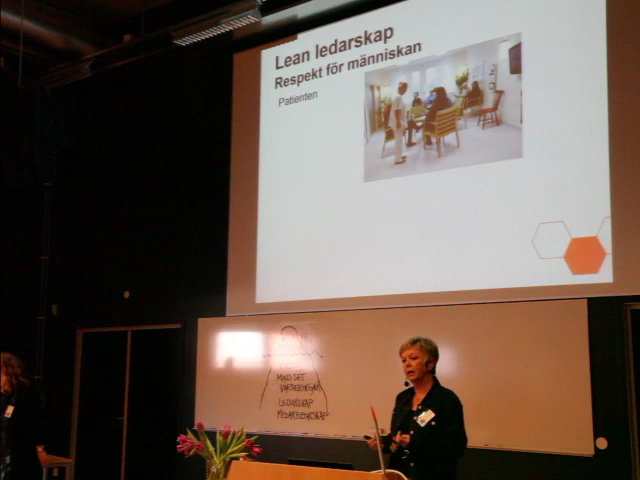 Lean ledarskap
Respekt för människan
Patienten
VÄRDERINGAR
LEDARSKAP
MEDARBETARSKAP